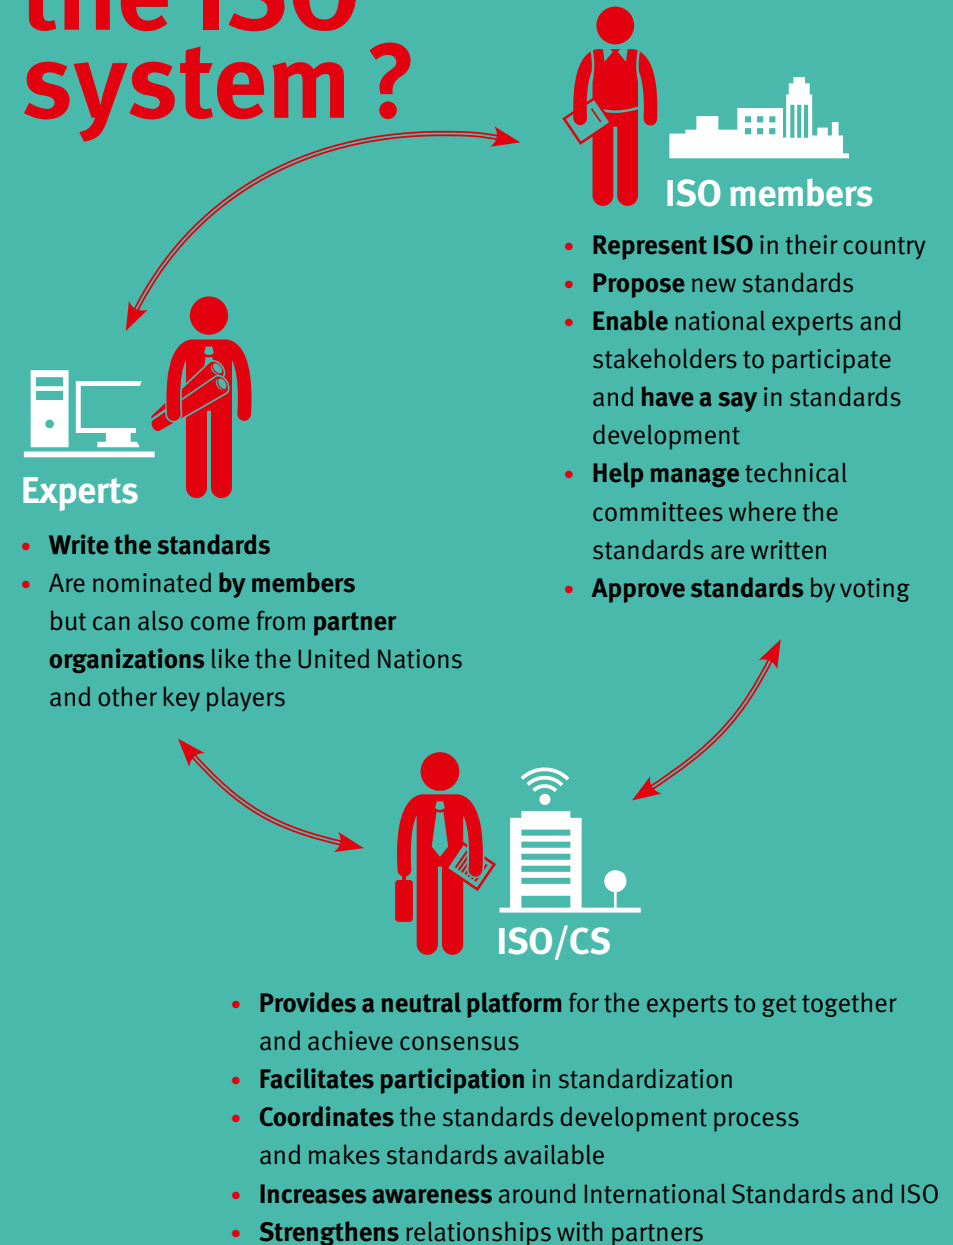 the ISO
system ?
ISO members
• Represent ISO in their country
• Propose new standards
• Enable national experts and
stakeholders to participate
and have a say in standards
development
• Help manage technical
committees where the
standards are written
• Approve standards by voting
Experts
• Write the standards
• Are nominated by members
but can also come from partner
organizations like the United Nations
and other key players
ISO/CS
• Provides a neutral platform for the experts to get together
and achieve consensus
• Facilitates participation in standardization
• Coordinates the standards development process
and makes standards available
• Increases awareness around International Standards and ISO
• Strengthens relationships with partners